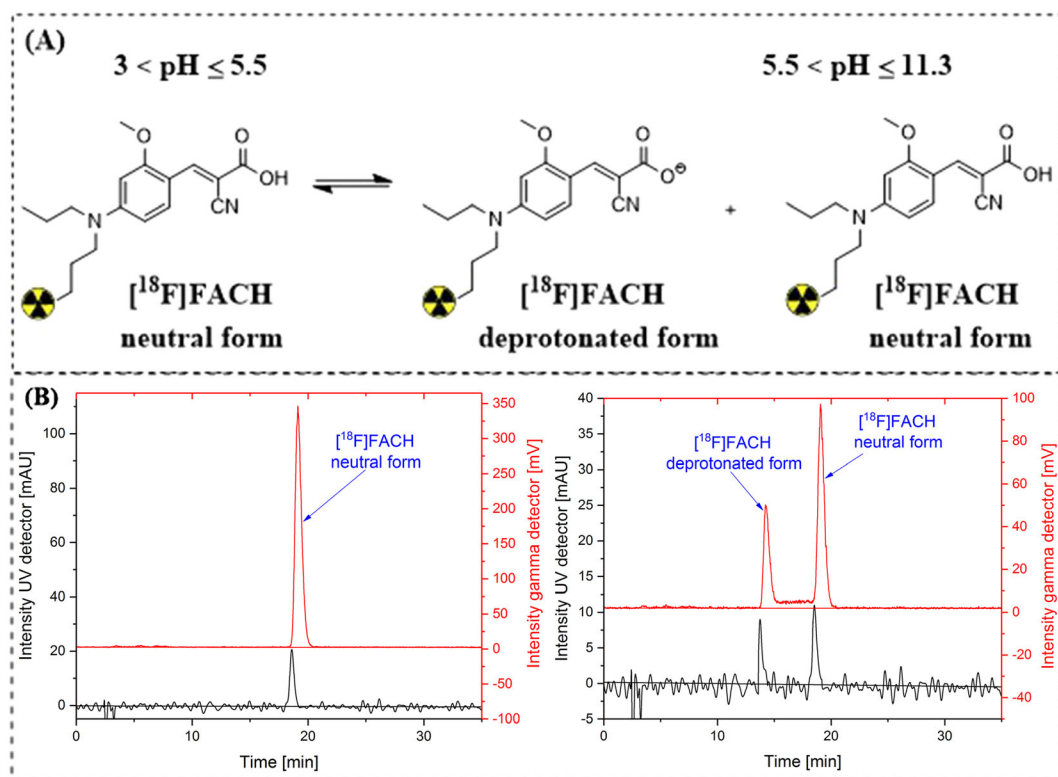 (A)
3 < pH ≤ 5.5
5.5 < pH ≤ 11.3
O
O
OH
CN
N
O
O
O⊖
CN
N
+
O
O
OH
CN
N
[18F]FACH
neutral form
[18F]FACH
deprotonated form
[18F]FACH
neutral form
(B)
Intensity UV detector [mAU]
100
80
60
40
20
0
[18F]FACH
neutral form
350
300
250
200
150
100
50
0
-50
-100
Intensity gamma detector [mV]
0
10
20
30
Time [min]
Intensity UV detector [mAU]
40
35
30
25
20
15
10
5
0
-5
[18F]FACH
deprotonated form
[18F]FACH
neutral form
100
80
60
40
20
0
-20
-40
Intensity gamma detector [mV]
0
10
20
30
Time [min]